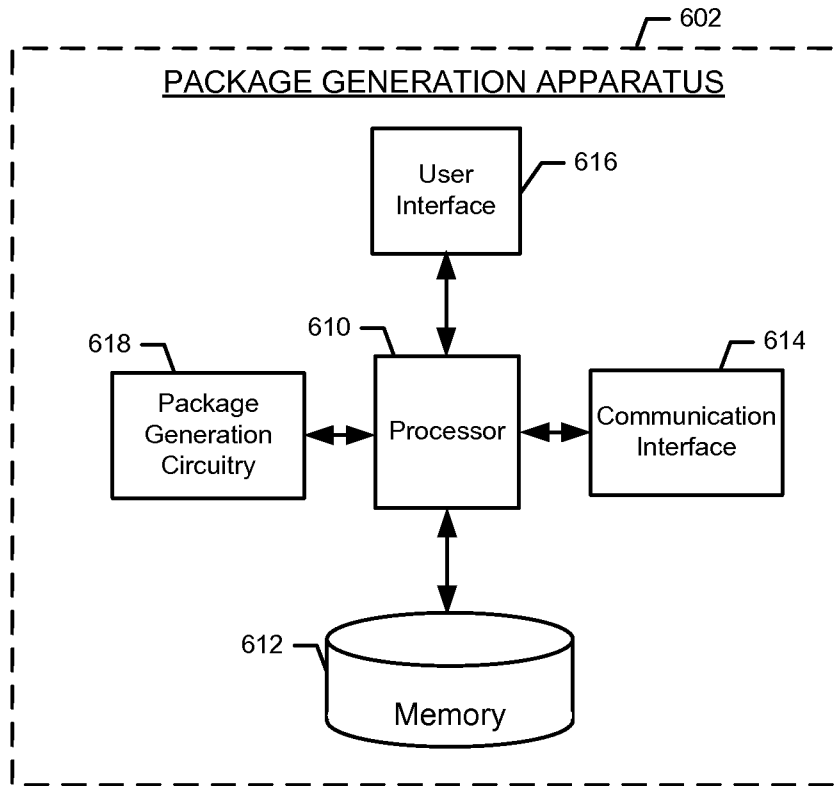 602
PACKAGE GENERATION APPARATUS
User
Interface
616
610
618
614
Package
Generation
Circuitry
Processor
Communication
Interface
612
Memory